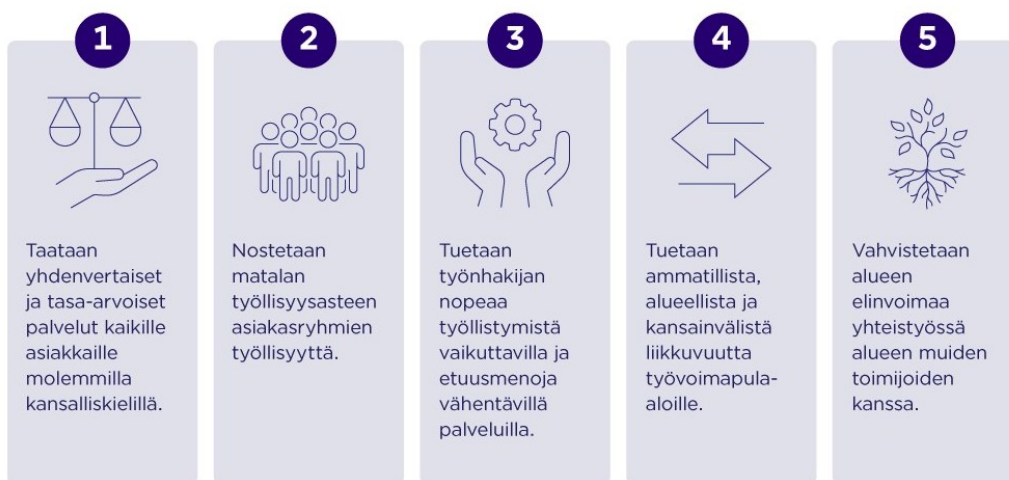 1
Taataan
yhdenvertaiset
ja tasa-arvoiset
palvelut kaikille
asiakkaille
molemmilla
kansalliskielillä.
2
Nostetaan
matalan
työllisyysasteen
asiakasryhmien
työllisyyttä.
3
Tuetaan
työnhakijan
nopeaa
työllistymistä
vaikuttavilla ja
etuusmenoja
vähentävillä
palveluilla.
4
Tuetaan
ammatillista,
alueellista ja
kansainvälistä
liikkuvuutta
työvoimapula-
aloille.
5
Vahvistetaan
alueen
elinvoimaa
yhteistyössä
alueen muiden
toimijoiden
kanssa.